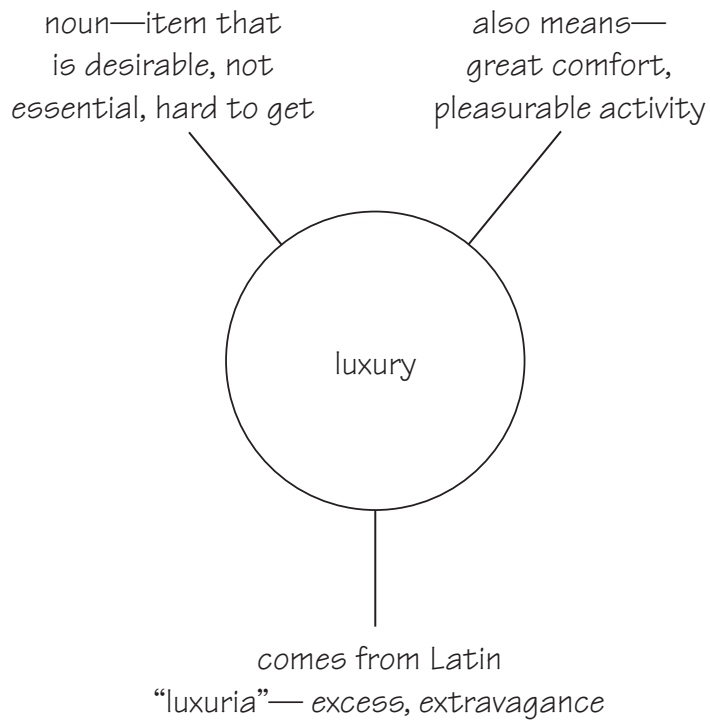 noun—item that
is desirable, not
essential, hard to get
also means—
great comfort,
pleasurable activity
luxury
comes from Latin
“luxuria”— excess, extravagance